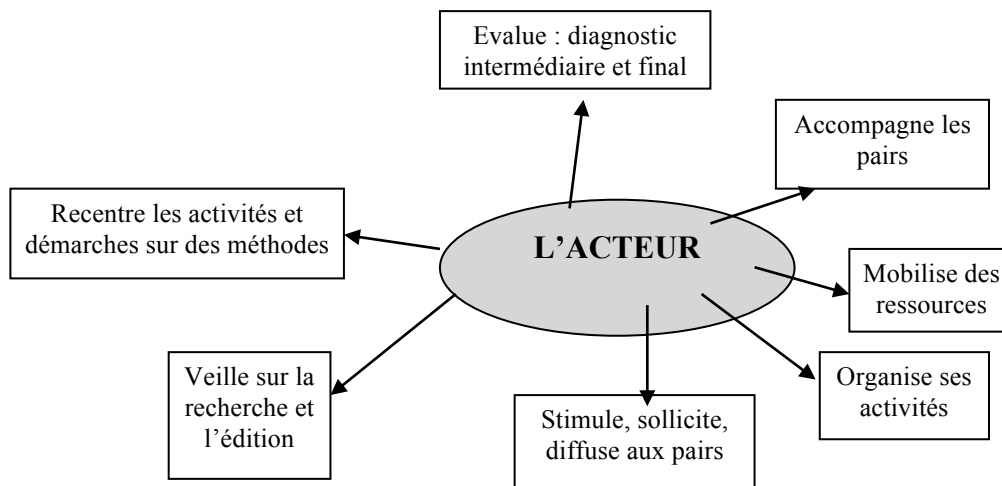 Evalue : diagnostic
intermédiaire et final
Accompagne les
pairs
Recentre les activités et
démarches sur des méthodes
L’ACTEUR
Mobilise des
ressources
Veille sur la
recherche et
l’édition
Organise ses
activités
Stimule, sollicite,
diffuse aux pairs